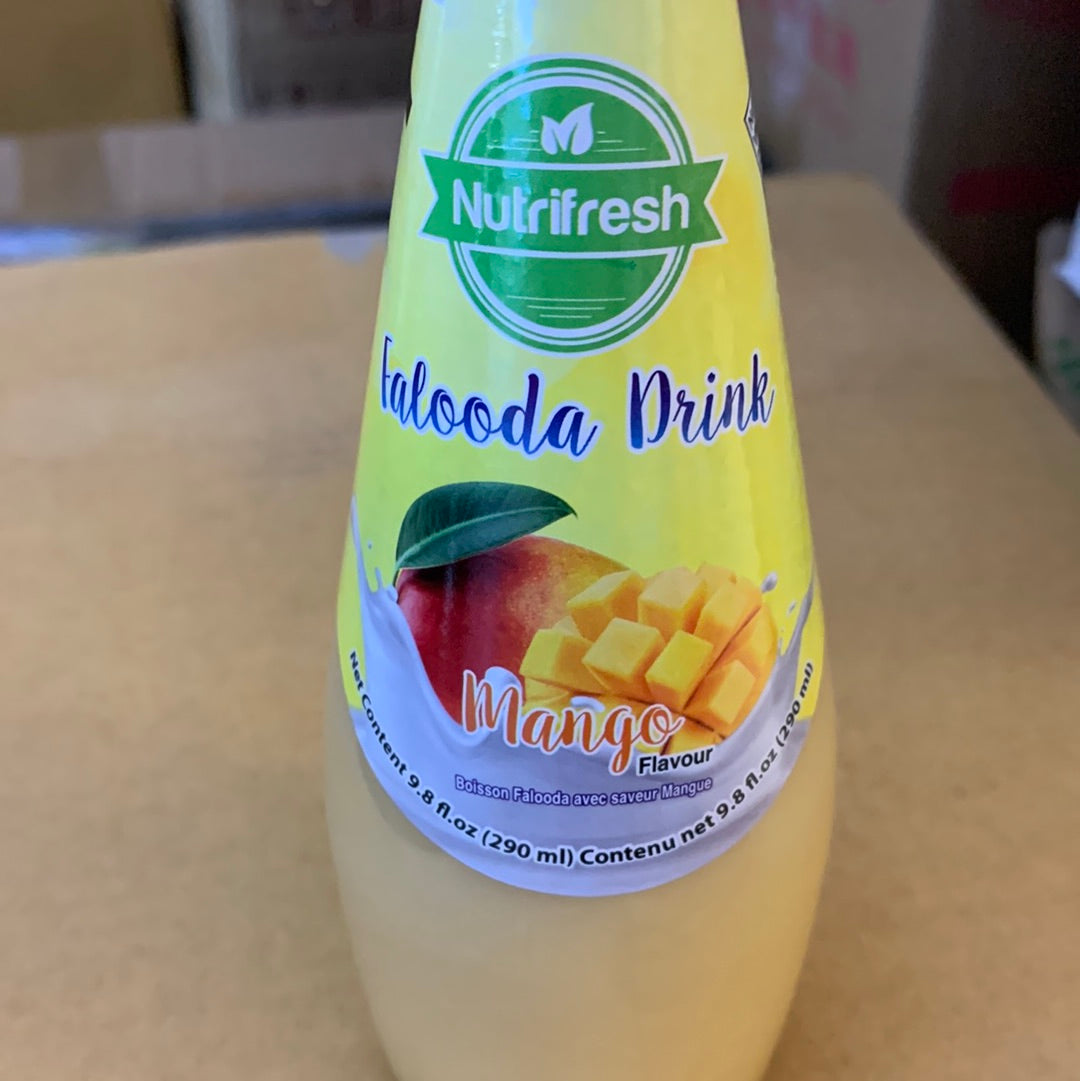 Nutrifresh
Falooda Drink
Mango
Flavour
Boisson Falooda avec saveur Mangue
Net Content 9.8 fl.oz (290 ml) Contenu net 9.8 fl.oz (290 ml)